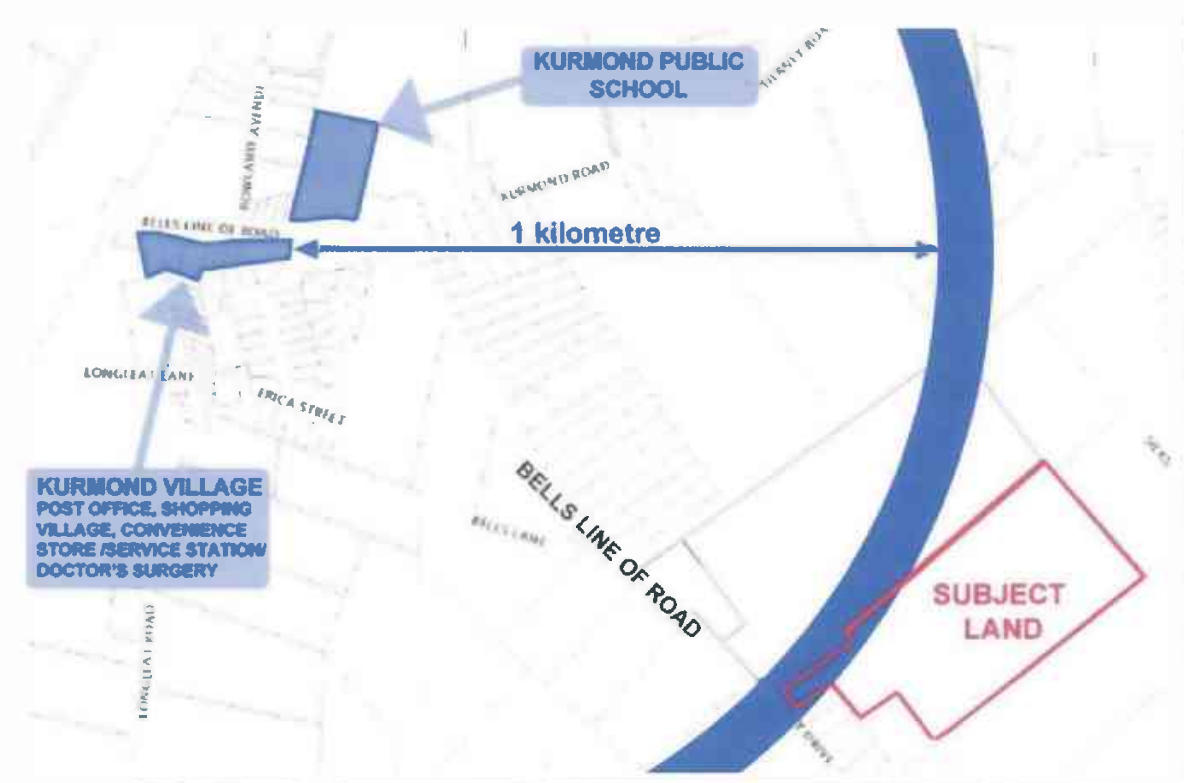 KURMOND PUBLIC
SCHOOL
ROWLAND AVENUE
KURMOND ROAD
BELLS LINE OF ROAD
1 kilometre
LONGLEAT LANE
ERICA STREET
KURMOND VILLAGE
POST OFFICE, SHOPPING
VILLAGE, CONVENIENCE
STORE /SERVICE STATION/
DOCTOR'S SURGERY
BELLS LANE
BELLS LINE OF ROAD
SUBJECT
LAND
LONGLEAT ROAD
DRIVE